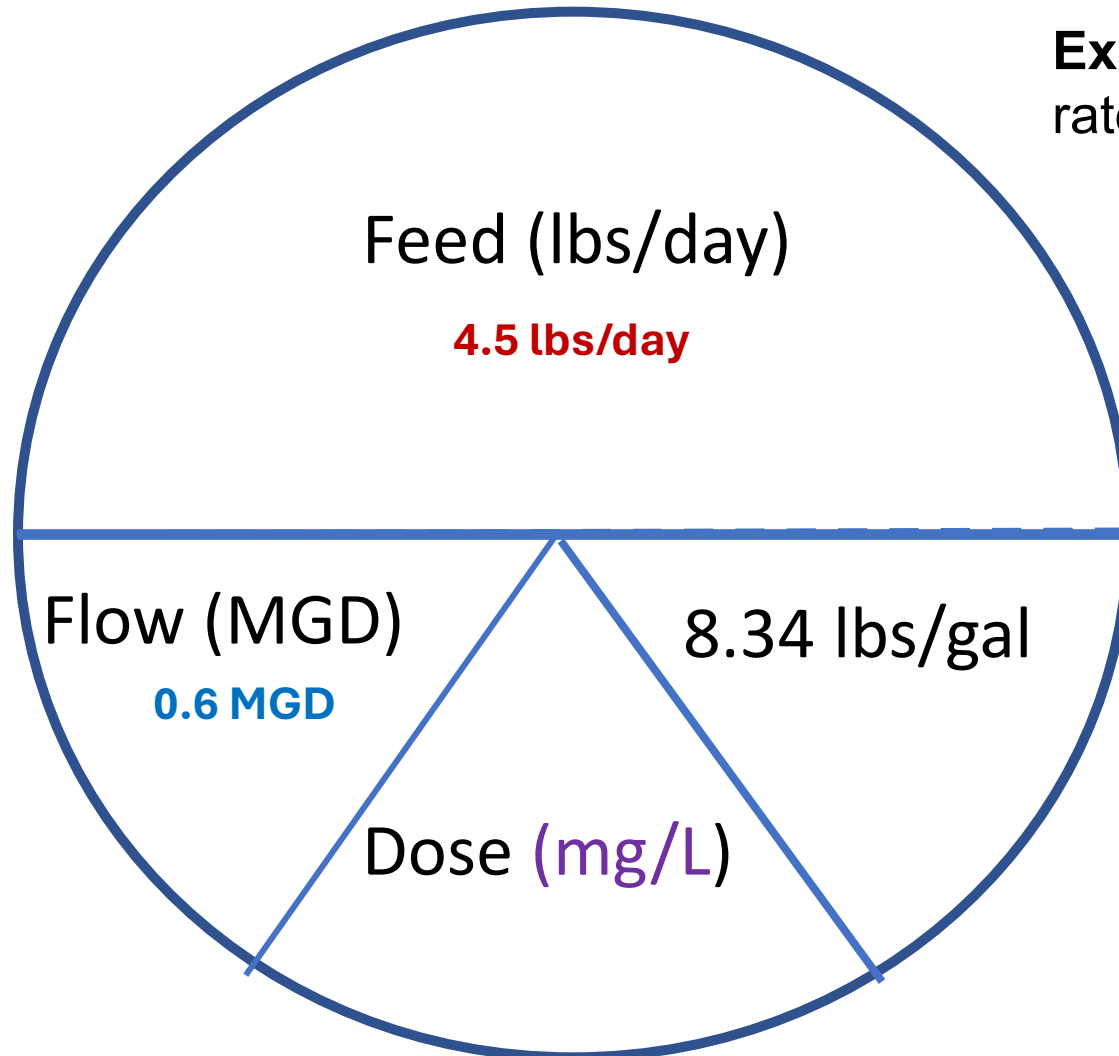 Ex
rate
Feed (lbs/day)
4.5 lbs/day
Flow (MGD)
8.34 lbs/gal
0.6 MGD
Dose (mg/L)